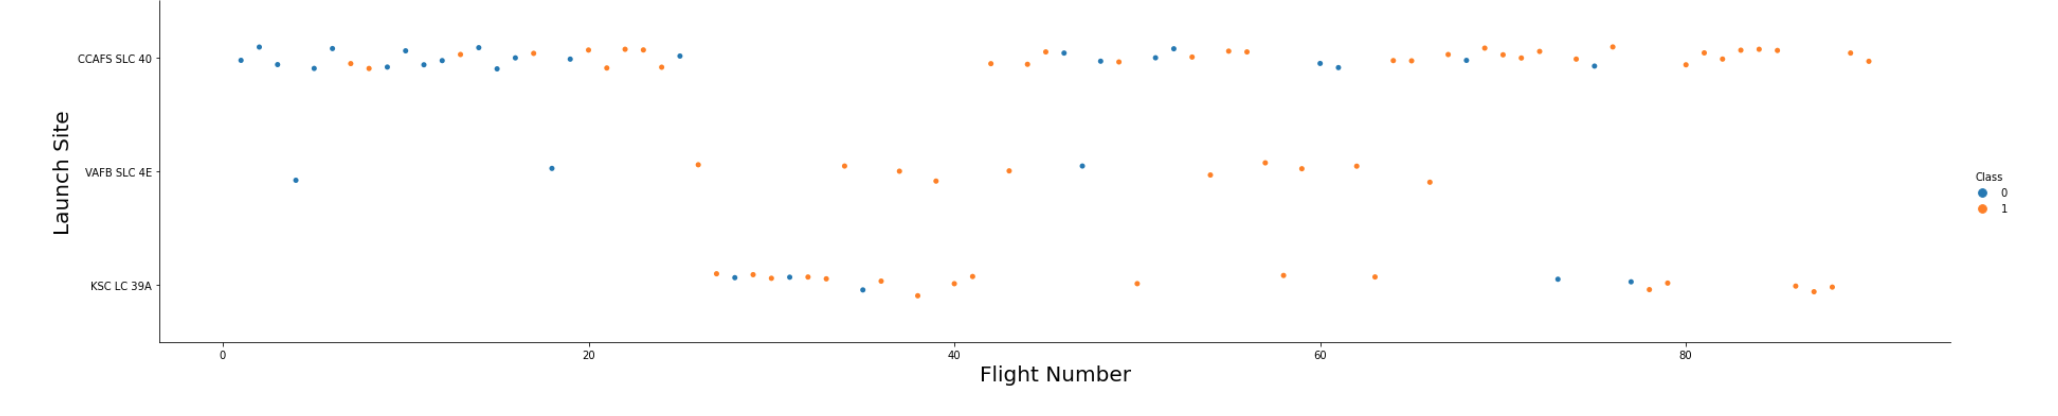 CCAFS SLC 40
VAFB SLC 4E
KSC LC 39A
Launch Site
0 20 40 60 80
Flight Number
Class
0
1